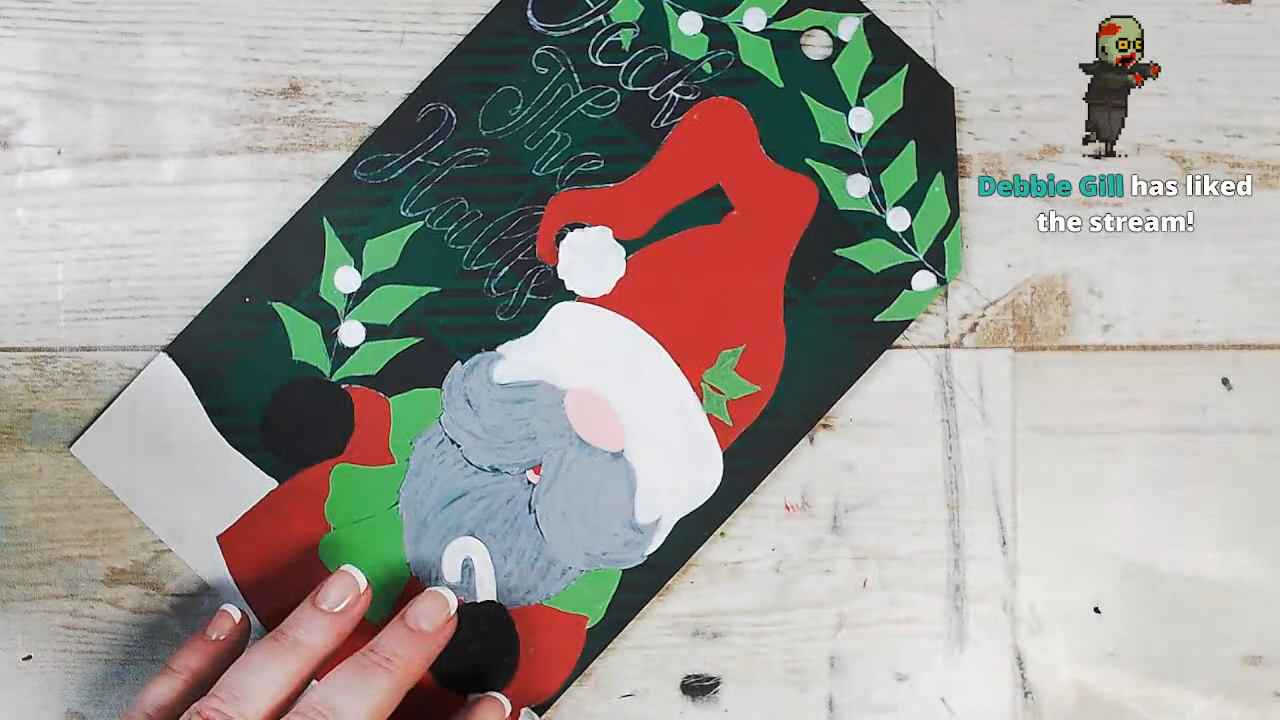 Deck
The
Halls
Debbie Gill has liked
the stream!